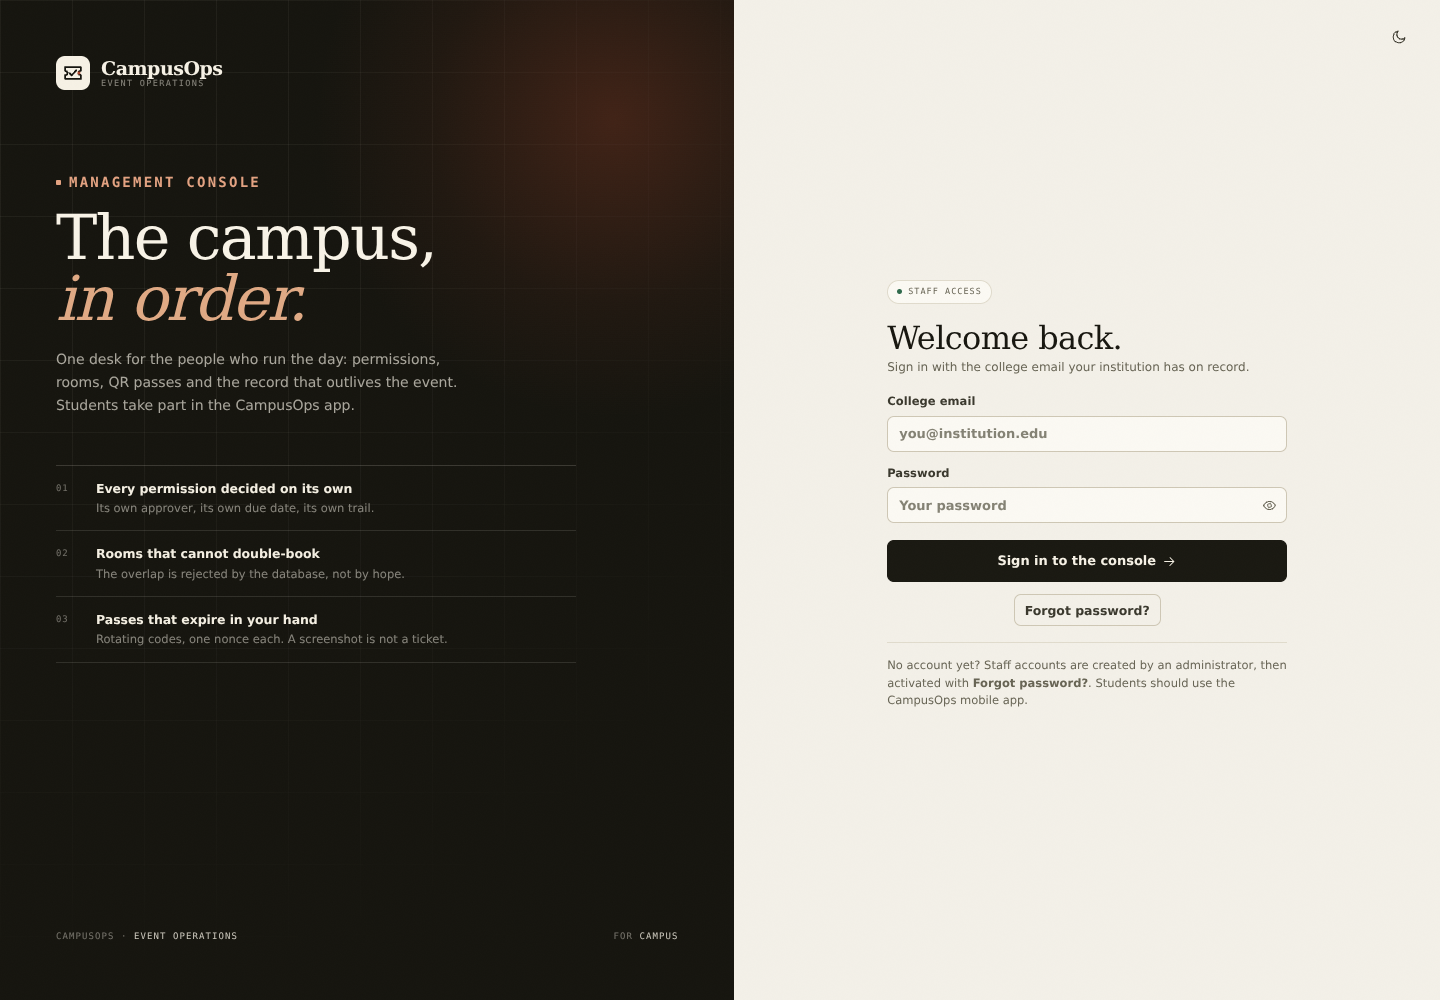 CampusOps
EVENT OPERATIONS
MANAGEMENT CONSOLE
The campus,
in order.
One desk for the people who run the day: permissions,
rooms, QR passes and the record that outlives the event.
Students take part in the CampusOps app.
01
Every permission decided on its own
Its own approver, its own due date, its own trail.
02
Rooms that cannot double-book
The overlap is rejected by the database, not by hope.
03
Passes that expire in your hand
Rotating codes, one nonce each. A screenshot is not a ticket.
CAMPUSOPS · EVENT OPERATIONS
FOR CAMPUS
STAFF ACCESS
Welcome back.
Sign in with the college email your institution has on record.
College email
you@institution.edu
Password
Your password
Sign in to the console →
Forgot password?
No account yet? Staff accounts are created by an administrator, then
activated with Forgot password?. Students should use the
CampusOps mobile app.